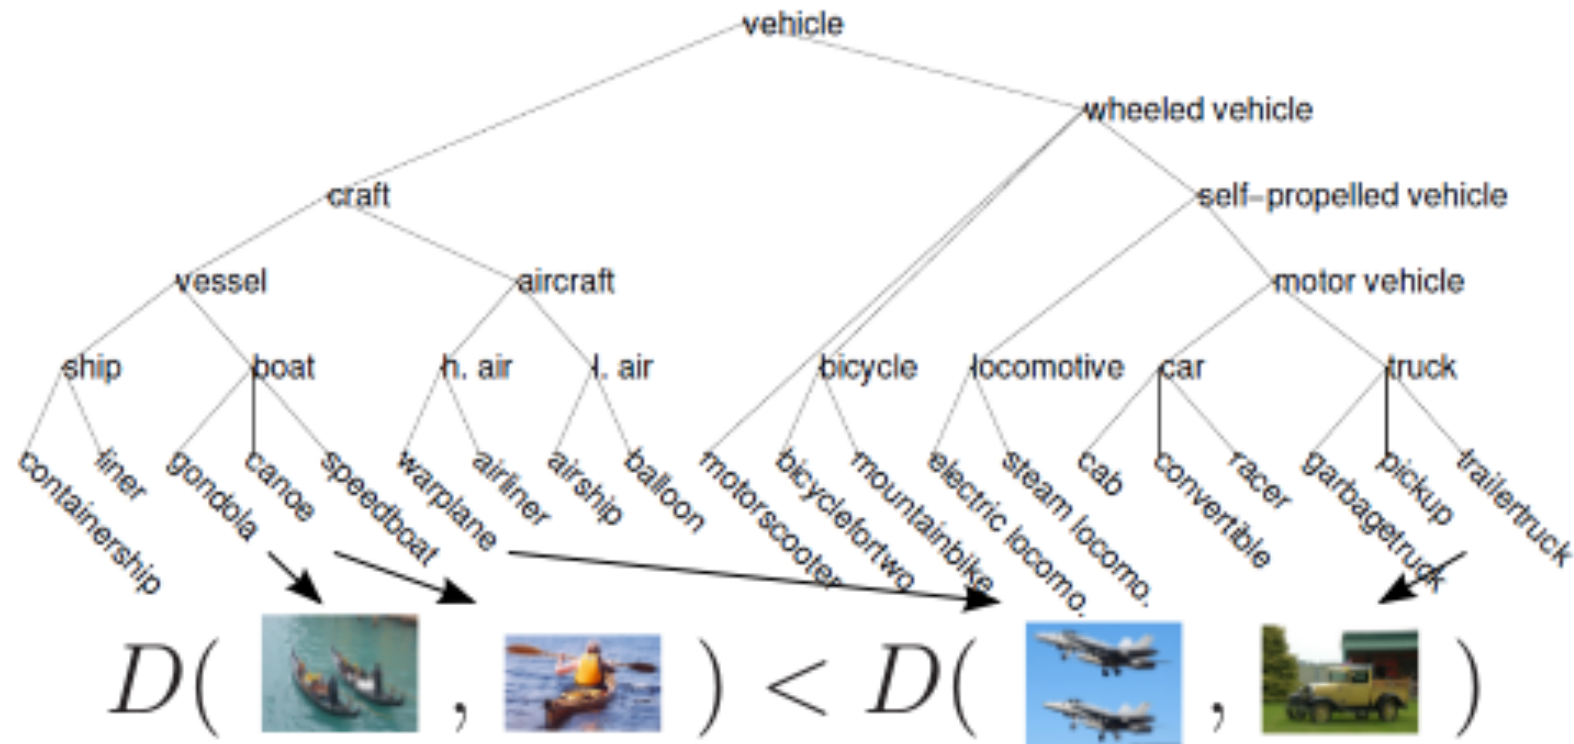 vehicle
wheeled vehicle
craft
self-propelled vehicle
vessel
aircraft
motor vehicle
ship
boat
h. air
l. air
bicycle
locomotive
car
truck
containership
liner
gondola
canoe
speedboat
warplane
airliner
airship
balloon
motorscooter
bicyclefortwo
mountainbike
electric locomo.
steam locomo.
cab
convertible
racer
garbagetruck
pickup
trailertruck
D( , ) < D( , )